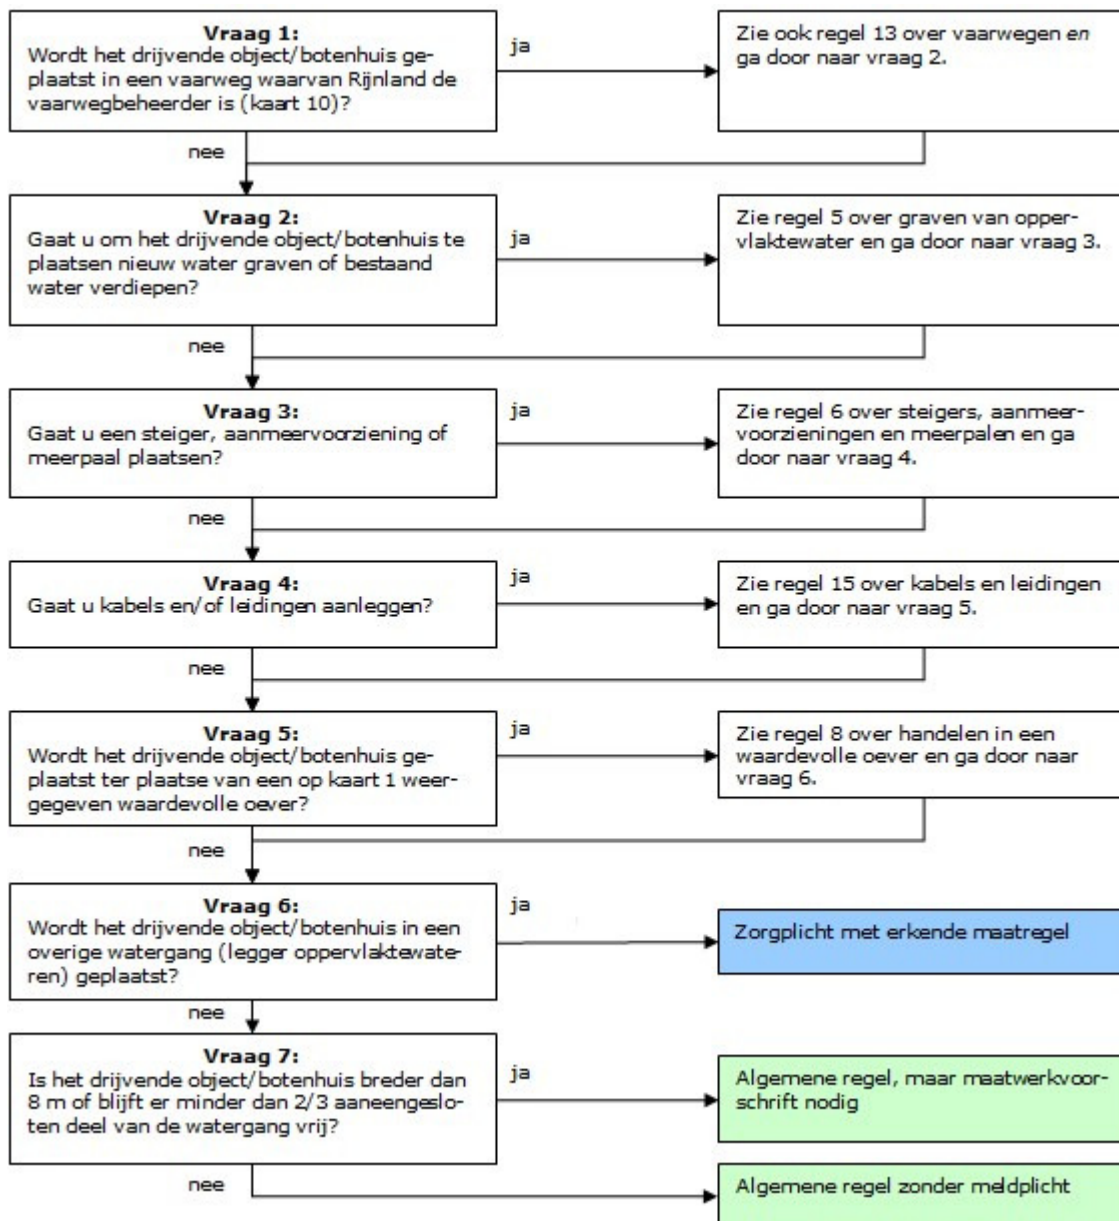 Vraag 1:
Wordt het drijvende object/botenhuis ge-
plaatst in een vaarweg waarvan Rijnland de
vaarwegbeheerder is (kaart 10)?
ja
Zie ook regel 13 over vaarwegen en
ga door naar vraag 2.
nee
Vraag 2:
Gaat u om het drijvende object/botenhuis te
plaatsen nieuw water graven of bestaand
water verdiepen?
ja
Zie regel 5 over graven van opper-
vlaktewater en ga door naar vraag 3.
nee
Vraag 3:
Gaat u een steiger, aanmeervoorziening of
meerpaal plaatsen?
ja
Zie regel 6 over steigers, aanmeer-
voorzieningen en meerpalen en ga
door naar vraag 4.
nee
Vraag 4:
Gaat u kabels en/of leidingen aanleggen?
ja
Zie regel 15 over kabels en leidingen
en ga door naar vraag 5.
nee
Vraag 5:
Wordt het drijvende object/botenhuis ge-
plaatst ter plaatse van een op kaart 1 weer-
gegeven waardevolle oever?
ja
Zie regel 8 over handelen in een
waardevolle oever en ga door naar
vraag 6.
nee
Vraag 6:
Wordt het drijvende object/botenhuis in een
overige watergang (legger oppervlaktewate-
ren) geplaatst?
ja
Zorgplicht met erkende maatregel
nee
Vraag 7:
Is het drijvende object/botenhuis breder dan
8 m of blijft er minder dan 2/3 aaneengeslo-
ten deel van de watergang vrij?
ja
Algemene regel, maar maatwerkvoor-
schrift nodig
nee
Algemene regel zonder meldplicht